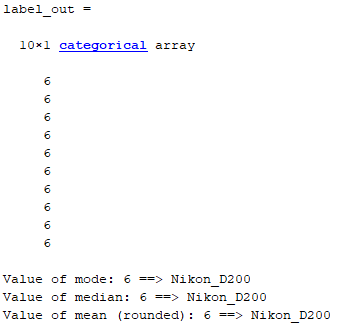 label_out =
10×1 categorical array
6
6
6
6
6
6
6
6
6
6
Value of mode: 6 ==> Nikon_D200
Value of median: 6 ==> Nikon_D200
Value of mean (rounded): 6 ==> Nikon_D200